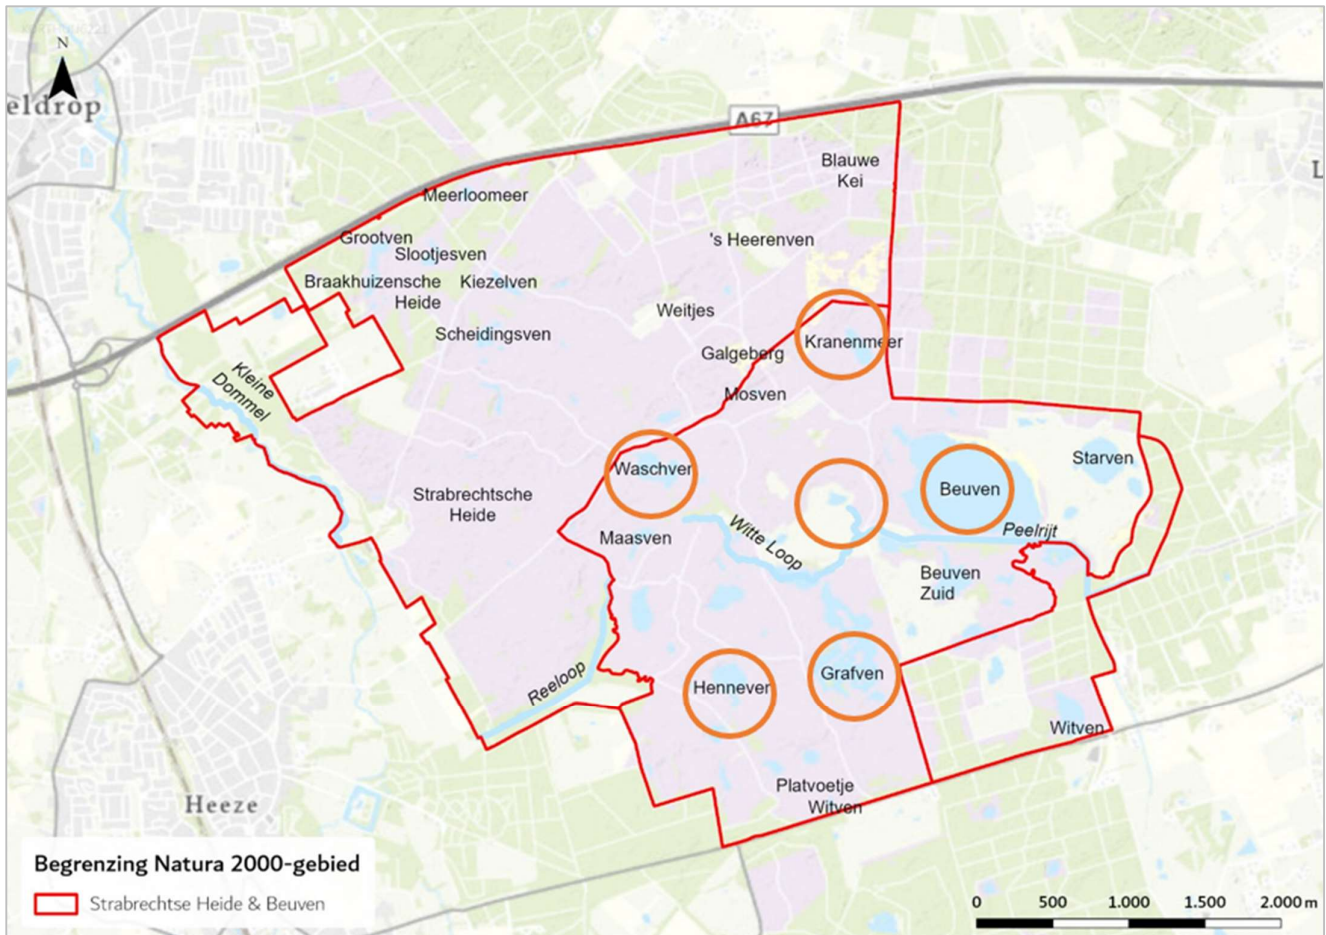 N
eldrop
A67
L
Blauwe
Kei
Meerloomeer
Grootven
's Heerenven
Slootjesven
Braakhuizensche
Heide
Kiezelven
Weitjes
Scheidingsven
Kranenmeer
Galgeberg
Kleine
Dommel
Mosven
Waschven
Starven
Beuven
Strabrechtsche
Heide
Witte Loop
Peelrijt
Maasven
Beuven
Zuid
Reeloop
Hennever
Grafven
Witven
Platvoetje
Witven
Heeze
Begrenzing Natura 2000-gebied
Strabrechtse Heide & Beuven
0 500 1.000 1.500 2.000 m